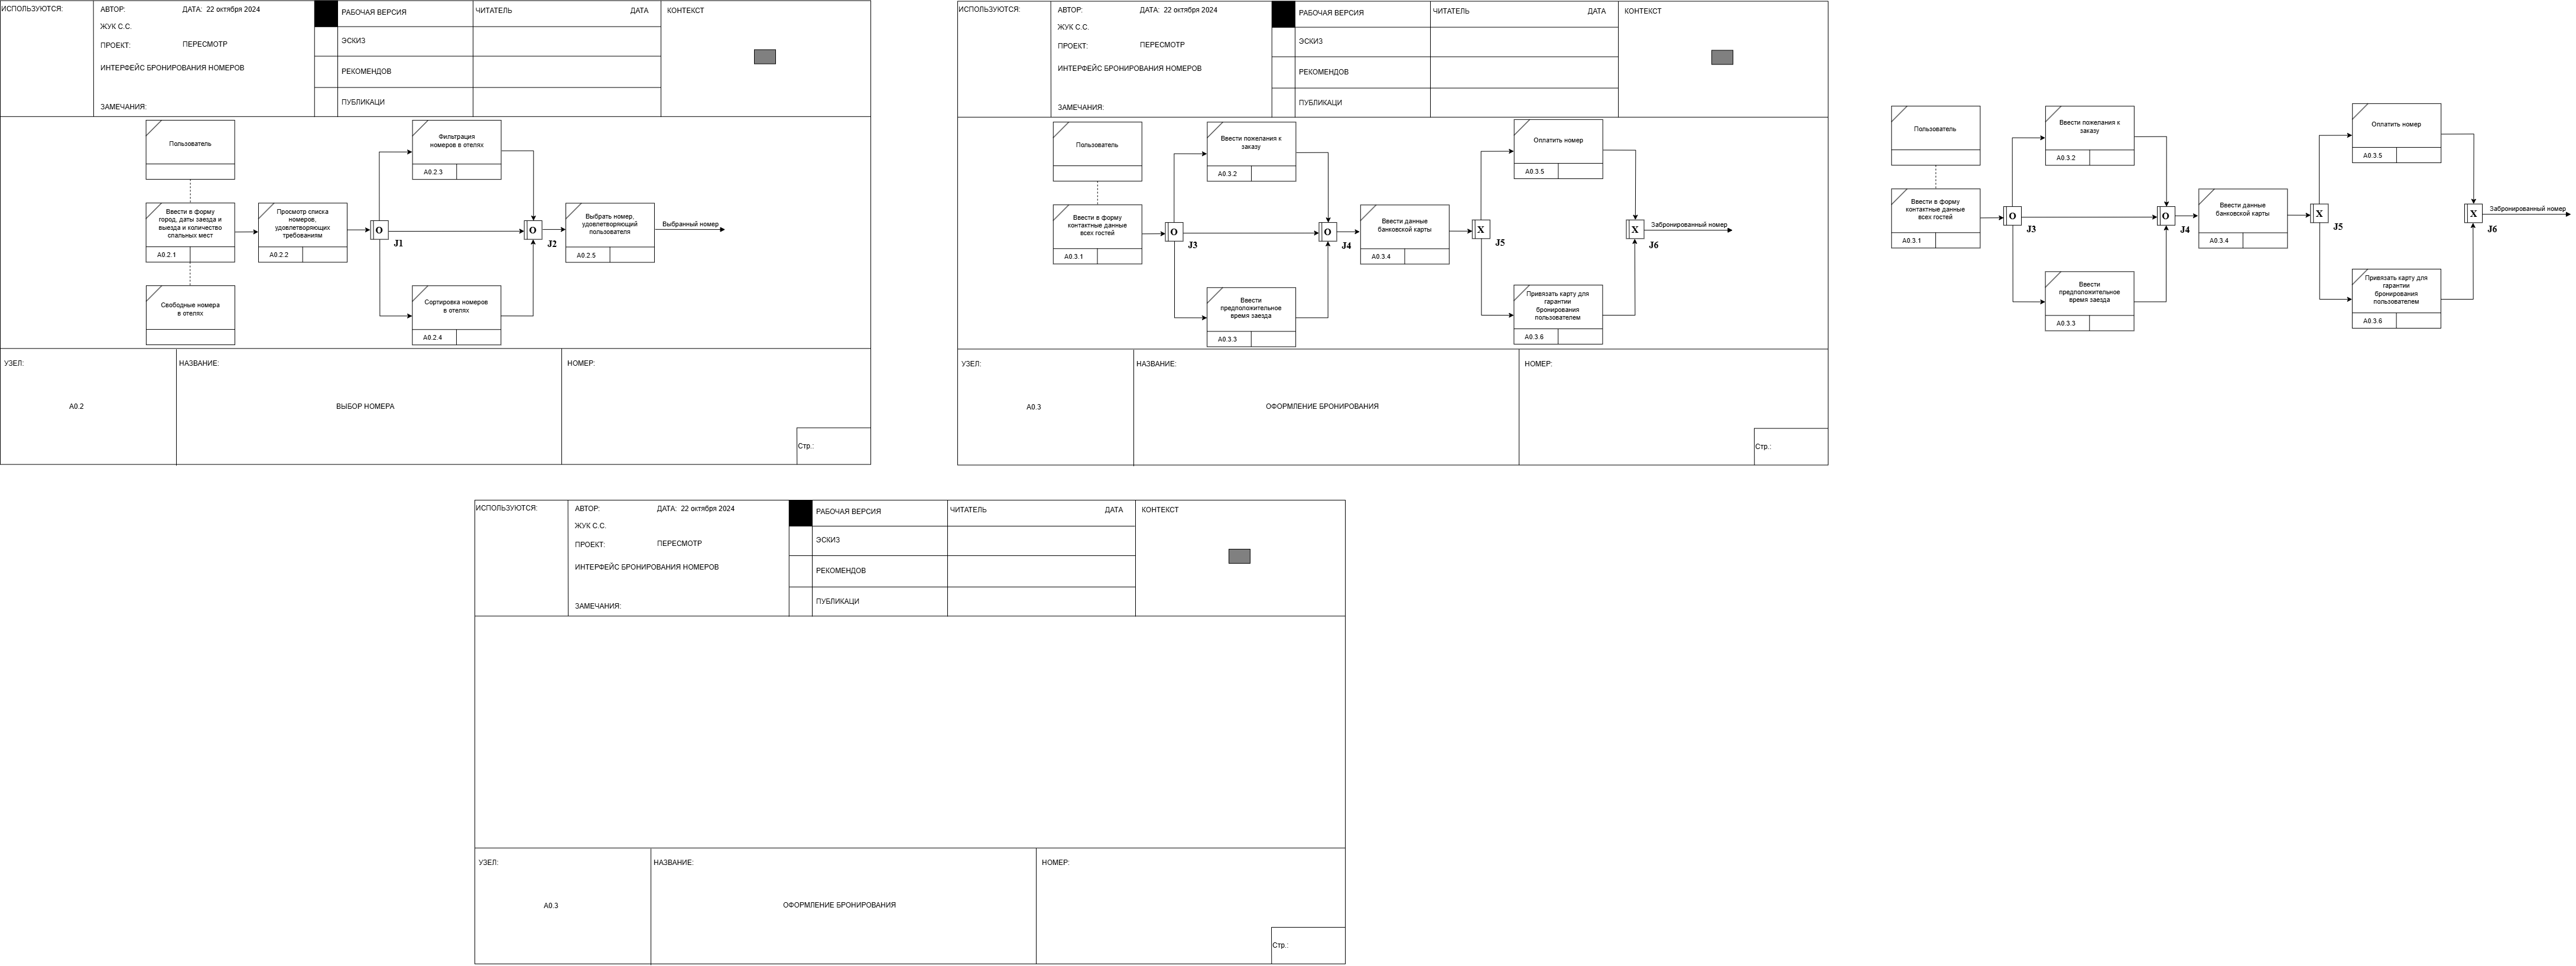 ИСПОЛЬЗУЮТСЯ:
АВТОР:
ДАТА: 22 октября 2024
ЖУК С.С.
ПРОЕКТ:
ПЕРЕСМОТР
ИНТЕРФЕЙС БРОНИРОВАНИЯ НОМЕРОВ
ЗАМЕЧАНИЯ:
РАБОЧАЯ ВЕРСИЯ
ЭСКИЗ
РЕКОМЕНДОВ
ПУБЛИКАЦИ
ЧИТАТЕЛЬ
ДАТА
КОНТЕКСТ
Пользователь
Ввести в форму
город, даты заезда и
выезда и количество
спальных мест
A0.2.1
Свободные номера
в отелях
Просмотр списка
номеров,
удовлетворяющих
требованиям
A0.2.2
O
J1
Фильтрация
номеров в отелях
A0.2.3
Сортировка номеров
в отелях
A0.2.4
O
J2
Выбрать номер,
удовлетворяющий
пользователя
A0.2.5
Выбранный номер
УЗЕЛ:
A0.2
НАЗВАНИЕ:
ВЫБОР НОМЕРА
НОМЕР:
Стр.:
ИСПОЛЬЗУЮТСЯ:
АВТОР:
ДАТА: 22 октября 2024
ЖУК С.С.
ПРОЕКТ:
ПЕРЕСМОТР
ИНТЕРФЕЙС БРОНИРОВАНИЯ НОМЕРОВ
ЗАМЕЧАНИЯ:
РАБОЧАЯ ВЕРСИЯ
ЭСКИЗ
РЕКОМЕНДОВ
ПУБЛИКАЦИ
ЧИТАТЕЛЬ
ДАТА
КОНТЕКСТ
Пользователь
Ввести в форму
контактные данные
всех гостей
A0.3.1
O
J3
Ввести пожелания к
заказу
A0.3.2
Ввести
предположительное
время заезда
A0.3.3
O
J4
Ввести данные
банковской карты
A0.3.4
X
J5
Оплатить номер
A0.3.5
Привязать карту для
гарантии
бронирования
пользователем
A0.3.6
X
J6
Забронированный номер
УЗЕЛ:
A0.3
НАЗВАНИЕ:
ОФОРМЛЕНИЕ БРОНИРОВАНИЯ
НОМЕР:
Стр.:
Пользователь
Ввести в форму
контактные данные
всех гостей
A0.3.1
O
J3
Ввести пожелания к
заказу
A0.3.2
Ввести
предположительное
время заезда
A0.3.3
O
J4
Ввести данные
банковской карты
A0.3.4
X
J5
Оплатить номер
A0.3.5
Привязать карту для
гарантии
бронирования
пользователем
A0.3.6
X
J6
Забронированный номер
ИСПОЛЬЗУЮТСЯ:
АВТОР:
ДАТА: 22 октября 2024
ЖУК С.С.
ПРОЕКТ:
ПЕРЕСМОТР
ИНТЕРФЕЙС БРОНИРОВАНИЯ НОМЕРОВ
ЗАМЕЧАНИЯ:
РАБОЧАЯ ВЕРСИЯ
ЭСКИЗ
РЕКОМЕНДОВ
ПУБЛИКАЦИ
ЧИТАТЕЛЬ
ДАТА
КОНТЕКСТ
УЗЕЛ:
A0.3
НАЗВАНИЕ:
ОФОРМЛЕНИЕ БРОНИРОВАНИЯ
НОМЕР:
Стр.: